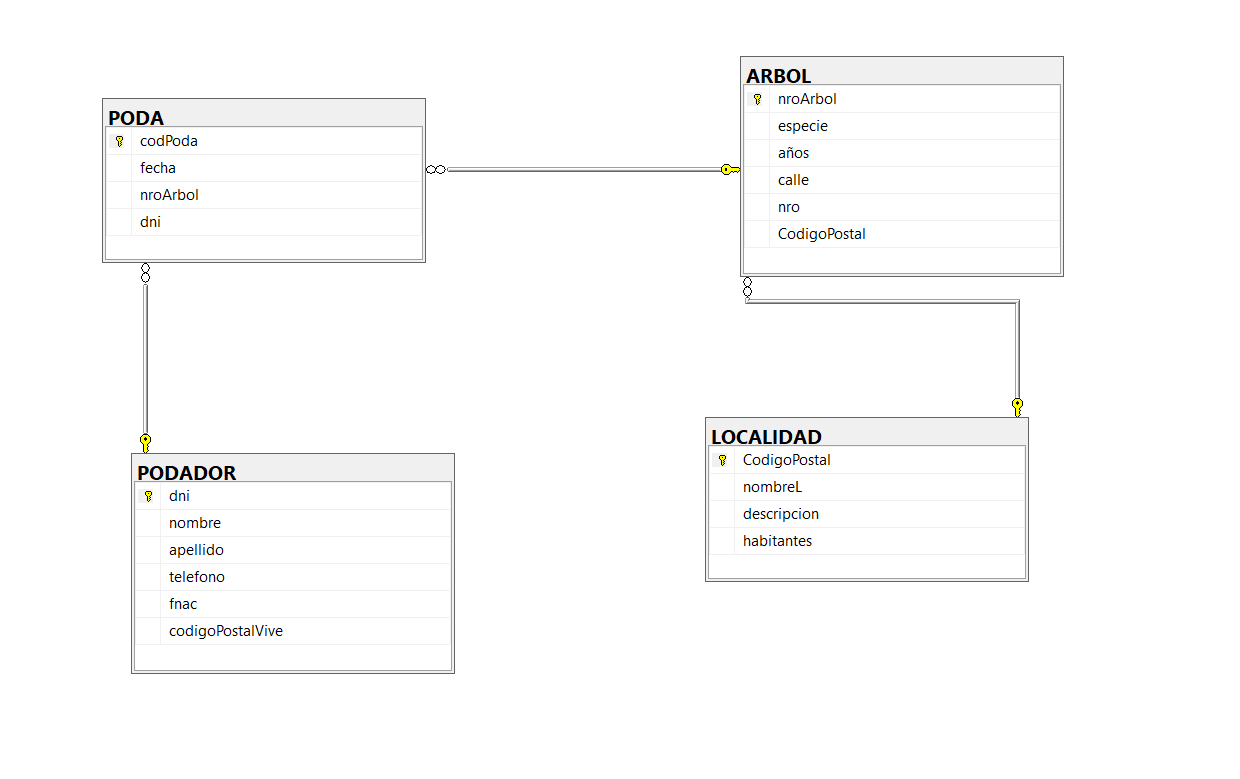 PODA
codPoda
fecha
nroArbol
dni
ARBOL
nroArbol
especie
años
calle
nro
CodigoPostal
PODADOR
dni
nombre
apellido
telefono
fnac
codigoPostalVive
LOCALIDAD
CodigoPostal
nombreL
descripcion
habitantes